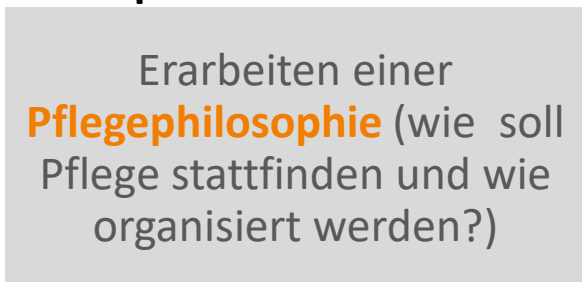 Erarbeiten einer
Pflegephilosophie (wie  soll
Pflege stattfinden und wie
organisiert werden?)